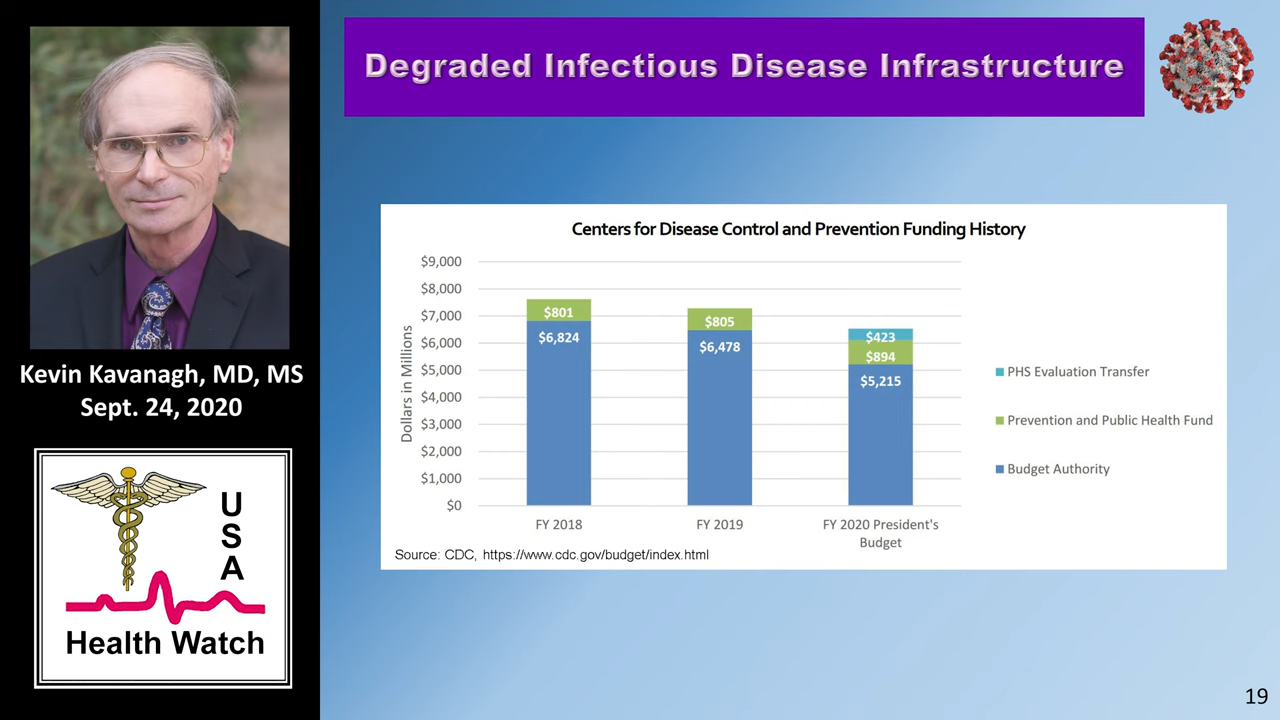 Degraded Infectious Disease Infrastructure
Kevin Kavanagh, MD, MS
Sept. 24, 2020
U
S
A
Health Watch
Centers for Disease Control and Prevention Funding History
Dollars in Millions
$9,000
$8,000
$7,000
$6,000
$5,000
$4,000
$3,000
$2,000
$1,000
$0
$801
$6,824
$805
$6,478
$423
$894
$5,215
FY 2018
FY 2019
FY 2020 President's
Budget
PHS Evaluation Transfer
Prevention and Public Health Fund
Budget Authority
Source: CDC, https://www.cdc.gov/budget/index.html
19